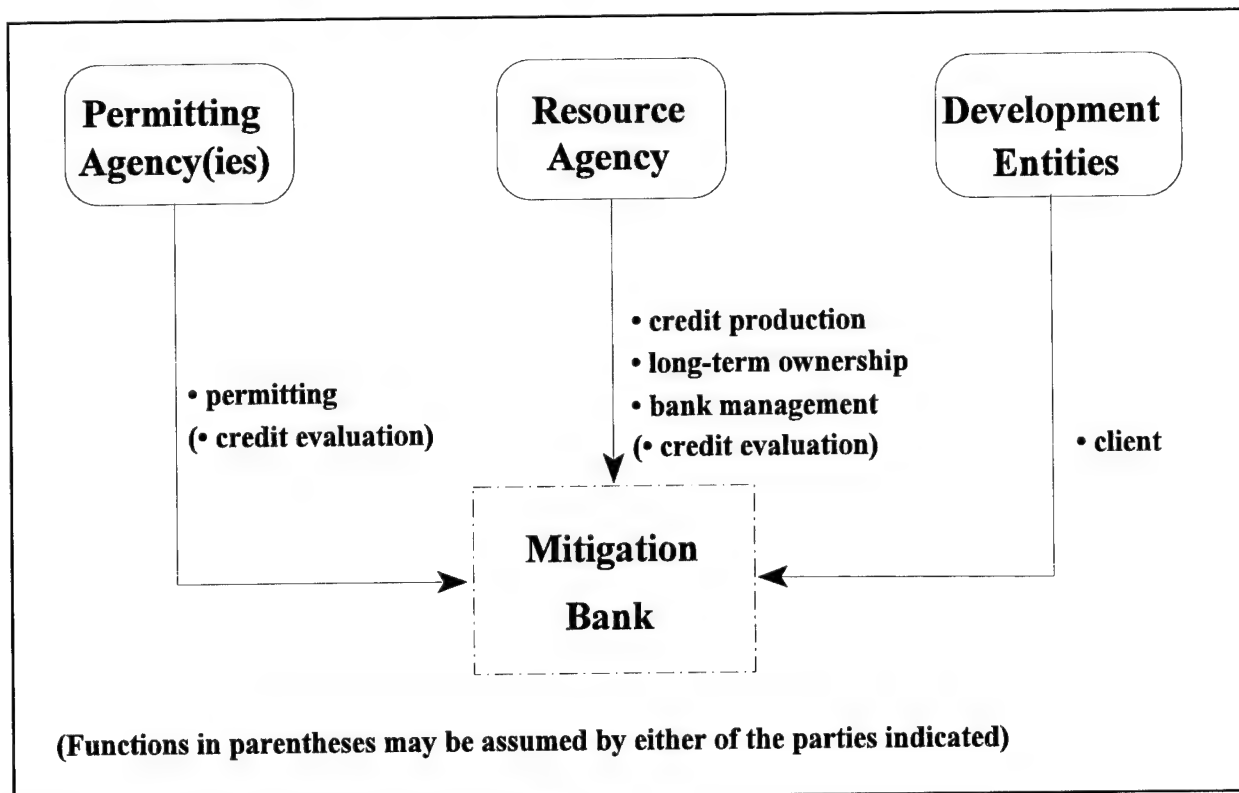 Permitting
Agency(ies)
Resource
Agency
Development
Entities
• permitting
(• credit evaluation)
• credit production
• long-term ownership
• bank management
(• credit evaluation)
• client
Mitigation
Bank
(Functions in parentheses may be assumed by either of the parties indicated)